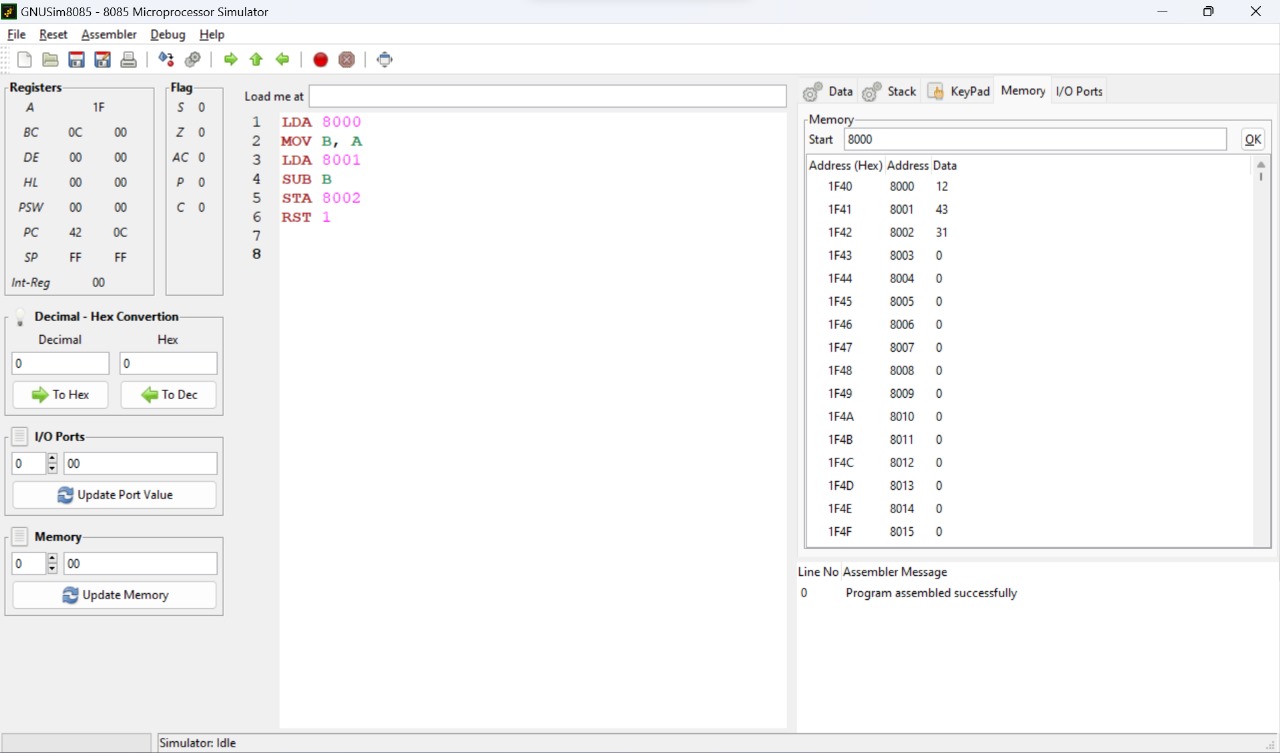 GNUSim8085 - 8085 Microprocessor Simulator
File Reset Assembler Debug Help
Registers
A 1F
BC 0C 00
DE 00 00
HL 00 00
PSW 00 00
PC 42 0C
SP FF FF
Int-Reg 00
Flag
S 0
Z 0
AC 0
P 0
C 0
Decimal - Hex Convertion
Decimal Hex
0 0
To Hex To Dec
I/O Ports
0 00
Update Port Value
Memory
0 00
Update Memory
Load me at
1 LDA 8000
2 MOV B, A
3 LDA 8001
4 SUB B
5 STA 8002
6 RST 1
7
8
Data Stack KeyPad Memory I/O Ports
Memory
Start 8000 OK
Address (Hex) Address Data
1F40 8000 12
1F41 8001 43
1F42 8002 31
1F43 8003 0
1F44 8004 0
1F45 8005 0
1F46 8006 0
1F47 8007 0
1F48 8008 0
1F49 8009 0
1F4A 8010 0
1F4B 8011 0
1F4C 8012 0
1F4D 8013 0
1F4E 8014 0
1F4F 8015 0
Line No Assembler Message
0 Program assembled successfully
Simulator: Idle